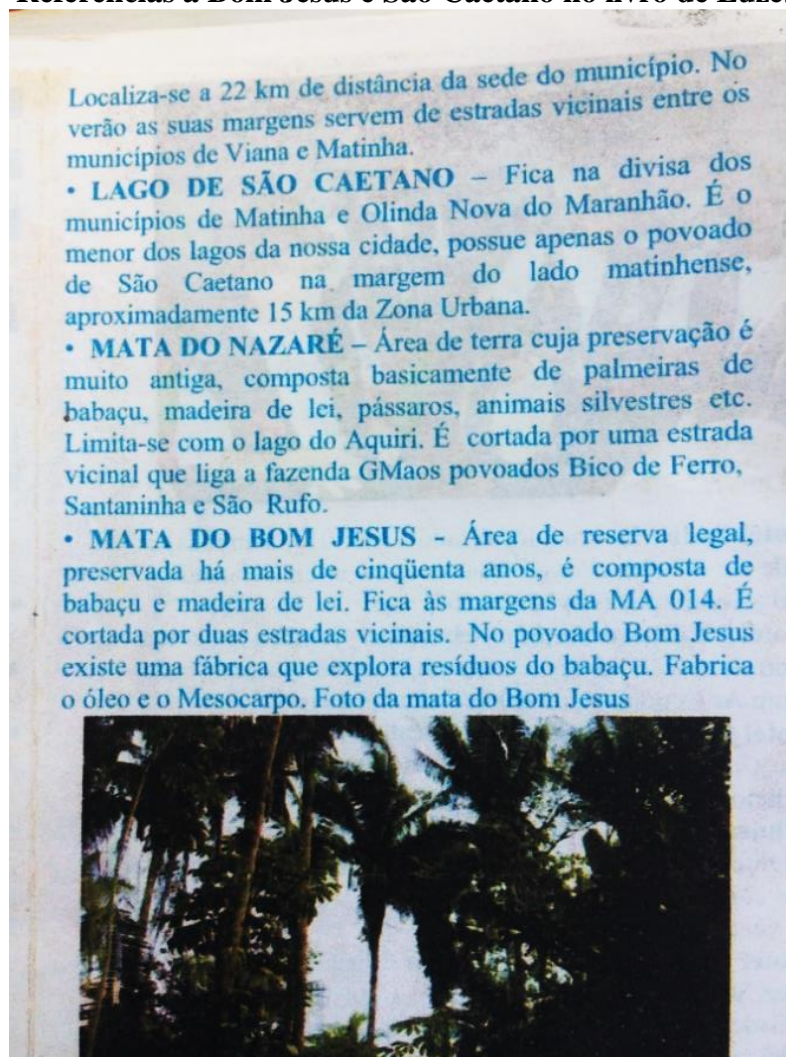 Localiza-se a 22 km de distância da sede do município. No
verão as suas margens servem de estradas vicinais entre os
municípios de Viana e Matinha.
• LAGO DE SÃO CAETANO – Fica na divisa dos
municípios de Matinha e Olinda Nova do Maranhão. É o
menor dos lagos da nossa cidade, possue apenas o povoado
de São Caetano na margem do lado matinhense,
aproximadamente 15 km da Zona Urbana.
• MATA DO NAZARÉ – Área de terra cuja preservação é
muito antiga, composta basicamente de palmeiras de
babaçu, madeira de lei, pássaros, animais silvestres etc.
Limita-se com o lago do Aquiri. É cortada por uma estrada
vicinal que liga a fazenda GMaos povoados Bico de Ferro,
Santaninha e São Rufo.
• MATA DO BOM JESUS - Área de reserva legal,
preservada há mais de cinqüenta anos, é composta de
babaçu e madeira de lei. Fica às margens da MA 014. É
cortada por duas estradas vicinais. No povoado Bom Jesus
existe uma fábrica que explora resíduos do babaçu. Fabrica
o óleo e o Mesocarpo. Foto da mata do Bom Jesus